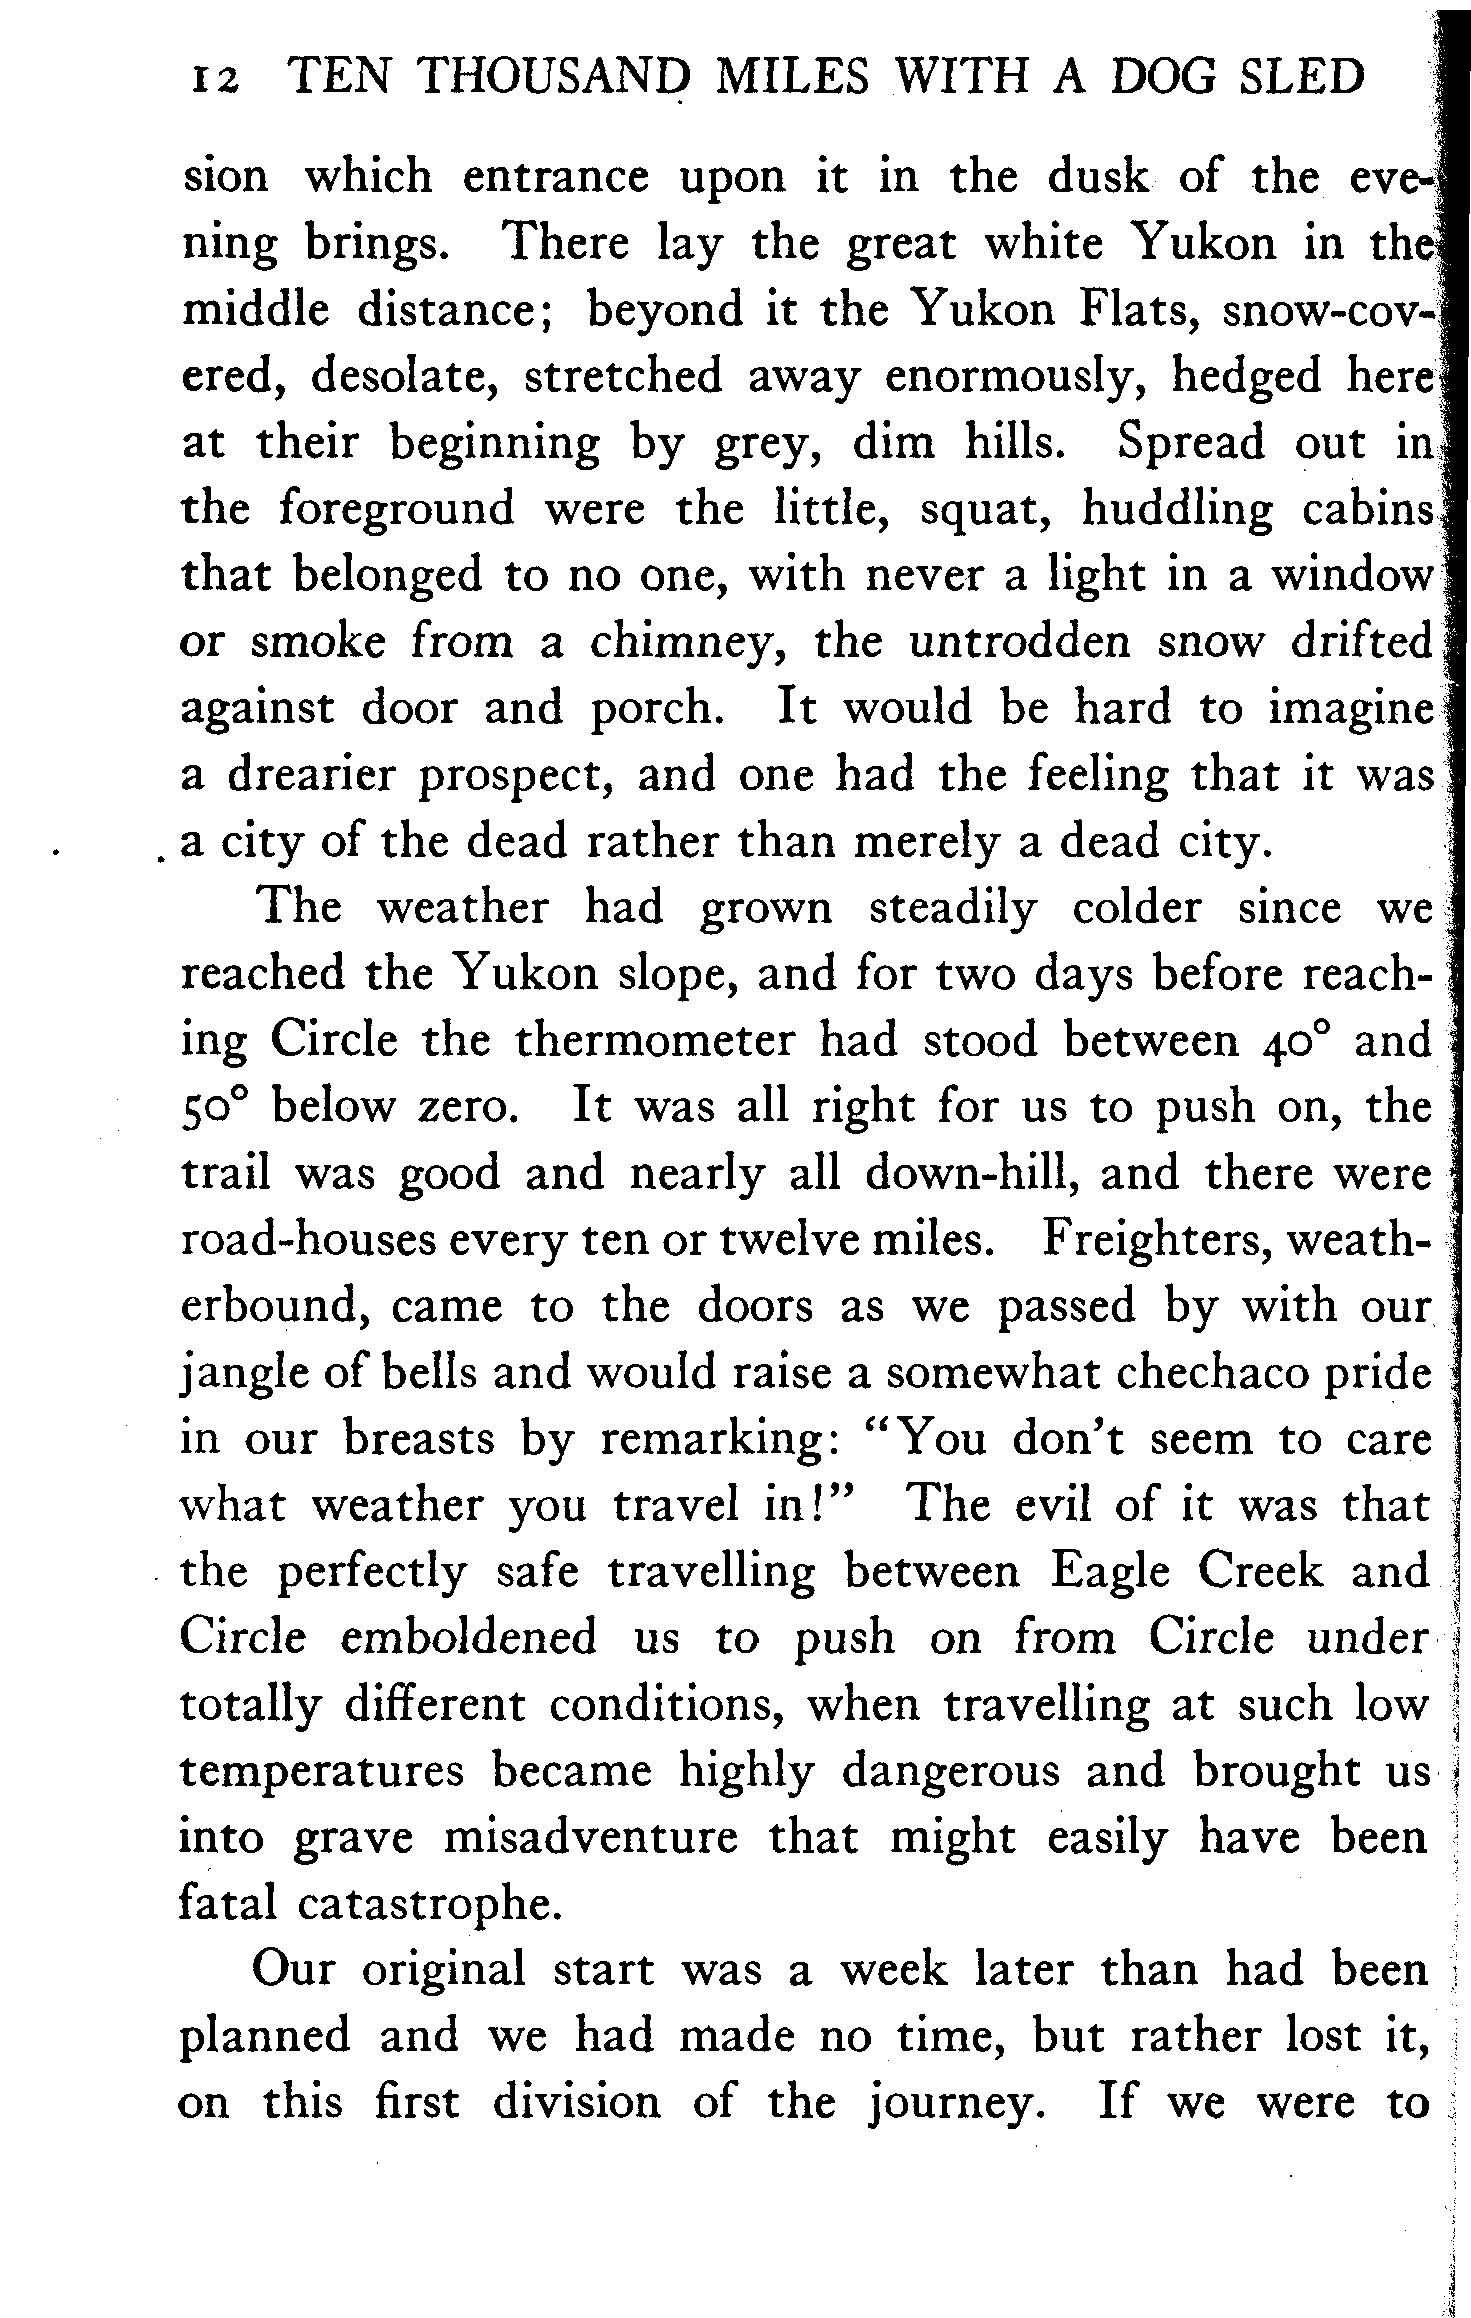 12 TEN THOUSAND MILES WITH A DOG SLED
sion which entrance upon it in the dusk of the eve-
ning brings. There lay the great white Yukon in the
middle distance; beyond it the Yukon Flats, snow-cov-
ered, desolate, stretched away enormously, hedged here
at their beginning by grey, dim hills. Spread out in
the foreground were the little, squat, huddling cabins
that belonged to no one, with never a light in a window
or smoke from a chimney, the untrodden snow drifted
against door and porch. It would be hard to imagine
a drearier prospect, and one had the feeling that it was
a city of the dead rather than merely a dead city.
The weather had grown steadily colder since we
reached the Yukon slope, and for two days before reach-
ing Circle the thermometer had stood between 40° and
50° below zero. It was all right for us to push on, the
trail was good and nearly all down-hill, and there were
road-houses every ten or twelve miles. Freighters, weath-
erbound, came to the doors as we passed by with our
jangle of bells and would raise a somewhat chechaco pride
in our breasts by remarking: "You don't seem to care
what weather you travel in!" The evil of it was that
the perfectly safe travelling between Eagle Creek and
Circle emboldened us to push on from Circle under
totally different conditions, when travelling at such low
temperatures became highly dangerous and brought us
into grave misadventure that might easily have been
fatal catastrophe.
Our original start was a week later than had been
planned and we had made no time, but rather lost it,
on this first division of the journey. If we were to